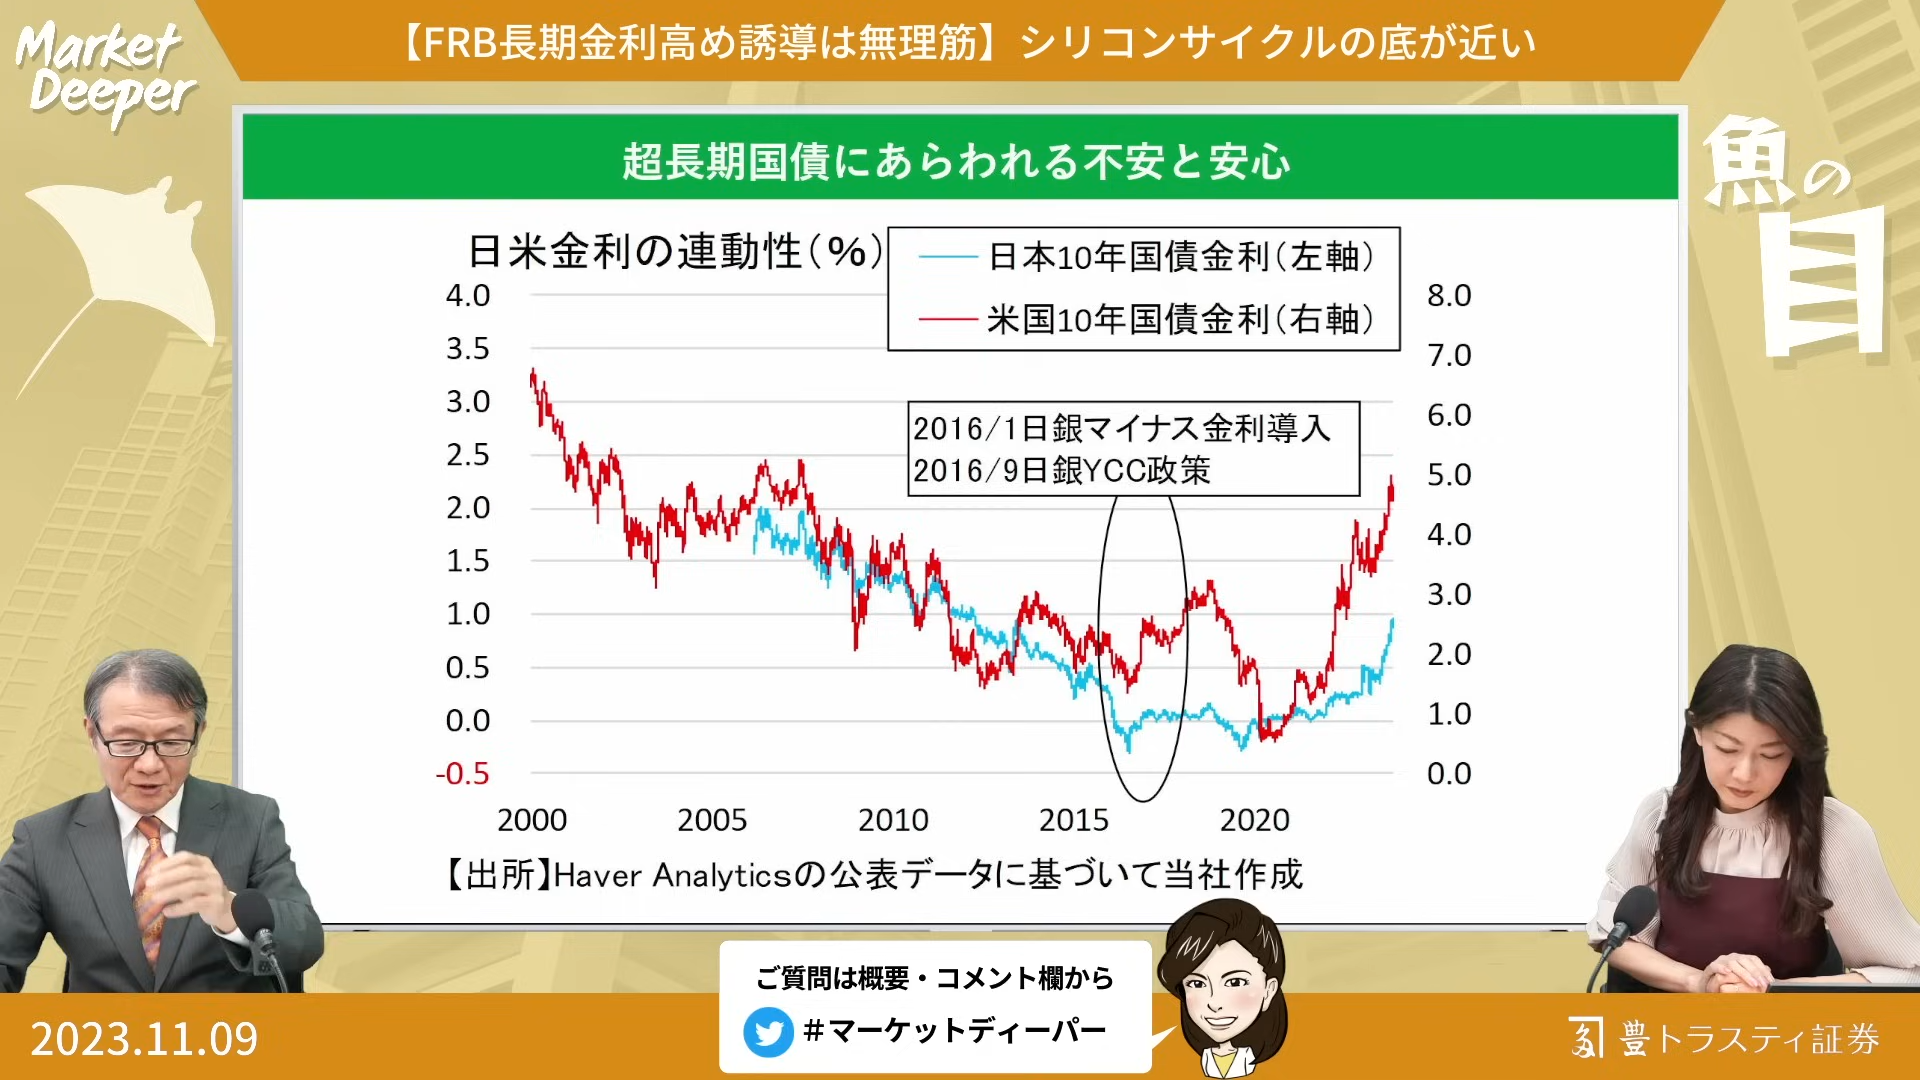 Market
Deeper
【FRB長期金利高め誘導は無理筋】シリコンサイクルの底が近い
魚の
目
超長期国債にあらわれる不安と安心
日米金利の連動性(%)
日本10年国債金利(左軸)
米国10年国債金利(右軸)
4.0
3.5
3.0
2.5
2.0
1.5
1.0
0.5
0.0
-0.5
8.0
7.0
6.0
5.0
4.0
3.0
2.0
1.0
0.0
2016/1日銀マイナス金利導入
2016/9日銀YCC政策
2000 2005 2010 2015 2020
【出所】Haver Analyticsの公表データに基づいて当社作成
ご質問は概要・コメント欄から
#マーケットディーパー
2023.11.09
豊トラスティ証券